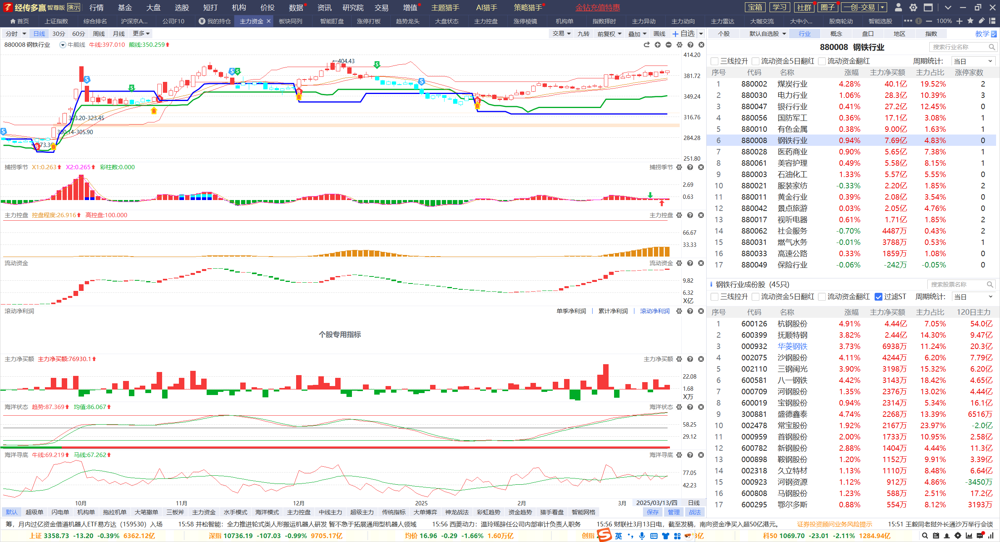 经传多赢 智尊版 演示 行情 基金 大盘 选股 短打 机构 价投 数据 资讯 研究院 交易 增值 主题猎手 AI猎手 策略猎手 金钻充值特惠 宝箱 学习 社群 圈子 一创-交易
首页 上证指数 综合排名 沪深京A... 公司F10 我的持仓 主力资金 板块同列 智能盯盘 涨停打板 趋势龙头 大盘状态 主力控盘 涨停棱镜 机构单 指数择时 主力异动 主力动向 主力雷达 大咖交流 大中小... 股商轮动 智能选股 100%
分时 日线 30分 60分 周线 月线 更多 交易 九转 前复权 叠加 画线 自选
880008 钢铁行业 牛熊线 牛线:397.010 熊线:350.259
404.43
323.20-323.45
300.14-305.90
414.20
381.72
349.24
316.76
284.28
251.80
捕捞季节 X1:0.263 X2:0.265 彩柱数:0.000 捕捞季节
2.69
0.63
主力控盘 控盘程度:26.916 高控盘:100.000 主力控盘
66.67
33.33
流动资金 流动资金
9.82
6.32
X亿
滚动净利润 单季净利润 累计净利润 滚动净利润
个股专用指标
主力净买额 主力净买额:76930.1 主力净买额
22.08
1.68
X万
海洋状态 趋势:87.369 均值:86.067 海洋状态
58.25
29.12
海洋寻底 牛线:69.219 马线:67.262 海洋寻底
77.05
42.23
10月 11月 12月 2025 2月 3月 2025/03/13/四 日线
默认 超级单 闪电单 机构单 拖拉机单 大笔撤单 三板斧 主力资金 水手模式 海洋模式 主力控盘 中线主力 超级主力 传统指标 大单博弈 神龙战法 彩虹趋势 资金趋势 猎手看盘 智能网格 保存 管理 战法
个股 默认自选股 行业 概念 盘口 地区 指数 教学
880008 钢铁行业 搜索行业名称
三线拉升 流动资金5日翻红 流动资金翻红 周期统计: 当日
序号 代码 名称 涨幅 主力净买额 主力占比 涨停家数
1 880002 煤炭行业 4.28% 40.1亿 19.52% 2
2 880030 电力行业 1.06% 28.3亿 10.39% 3
3 880047 银行行业 0.41% 27.2亿 12.45% 0
4 880056 国防军工 0.36% 17.1亿 3.08% 1
5 880010 有色金属 0.38% 9.00亿 1.63% 1
6 880008 钢铁行业 0.94% 7.69亿 4.83% 0
7 880028 医药商业 0.90% 5.65亿 7.38% 1
8 880061 美容护理 0.49% 5.58亿 8.15% 1
9 880003 石油化工 1.33% 5.57亿 5.55% 0
10 880021 服装家纺 -0.33% 2.20亿 1.85% 2
11 880011 黄金行业 0.39% 2.08亿 3.54% 0
12 880042 景点旅游 0.03% 2.05亿 4.76% 0
13 880017 视听电器 0.61% 1.71亿 1.85% 2
14 880062 社会服务 -0.70% 4487万 0.43% 2
15 880031 燃气水务 -0.01% 3788万 0.53% 1
16 880033 高速公路 0.33% 1859万 1.08% 0
17 880049 保险行业 -0.06% -242万 -0.05% 0
钢铁行业成份股 (45只) 搜索股票名称
三线拉升 流动资金5日翻红 流动资金翻红 过滤ST 周期统计: 当日
序号 代码 名称 涨幅 主力净买额 主力占比 120日主力
1 600126 杭钢股份 4.91% 4.44亿 7.05% 54.0亿
2 600399 抚顺特钢 3.82% 2.44亿 14.30% 9.47亿
3 000932 华菱钢铁 3.73% 6938万 11.24% 20.3亿
4 002075 沙钢股份 4.11% 4244万 6.20% 7.79亿
5 002110 三钢闽光 3.90% 3198万 15.32% 6.20亿
6 600581 八一钢铁 4.42% 3143万 18.42% 4.65亿
7 000709 河钢股份 1.35% 2376万 13.02% 4.44亿
8 600019 宝钢股份 0.94% 2314万 5.34% 16.1亿
9 300881 盛德鑫泰 4.74% 2268万 13.39% 6516万
10 002478 常宝股份 1.92% 2167万 23.97% -2.0亿
11 000959 首钢股份 2.00% 1733万 10.95% 2.58亿
12 600782 新钢股份 2.88% 1404万 4.44% 11.3亿
13 000898 鞍钢股份 1.20% 1152万 9.91% 3.39亿
14 002318 久立特材 1.13% 1110万 8.48% 6.64亿
15 000923 河钢资源 1.12% 912万 4.86% -3450万
16 600808 马钢股份 1.23% 588万 2.51% 17.2亿
17 600295 鄂尔多斯 0.88% 554万 8.12% 3193万
筹，月内过亿资金借道机器人ETF易方达（159530）入场 15:58 井松智能：全力推进轮式类人形搬运机器人研发 暂不急于拓展通用型机器人领域 15:56 西菱动力：温玲瑶辞任公司内部审计负责人职务 15:56 财联社3月13日电，截至发稿，南向资金净买入超50亿港元。 证券投资顾问业务风险提示 15:51 王毅同老挝外长通沙万举行会谈
上证 3358.73 -13.20 -0.39% 6362.12亿 深指 10736.19 -107.03 -0.99% 9705.17亿 均价 16.96 -0.29 -1.66% 1.60万亿 创指 英 3亿 科50 1069.70 -23.01 -2.11% 1284.94亿